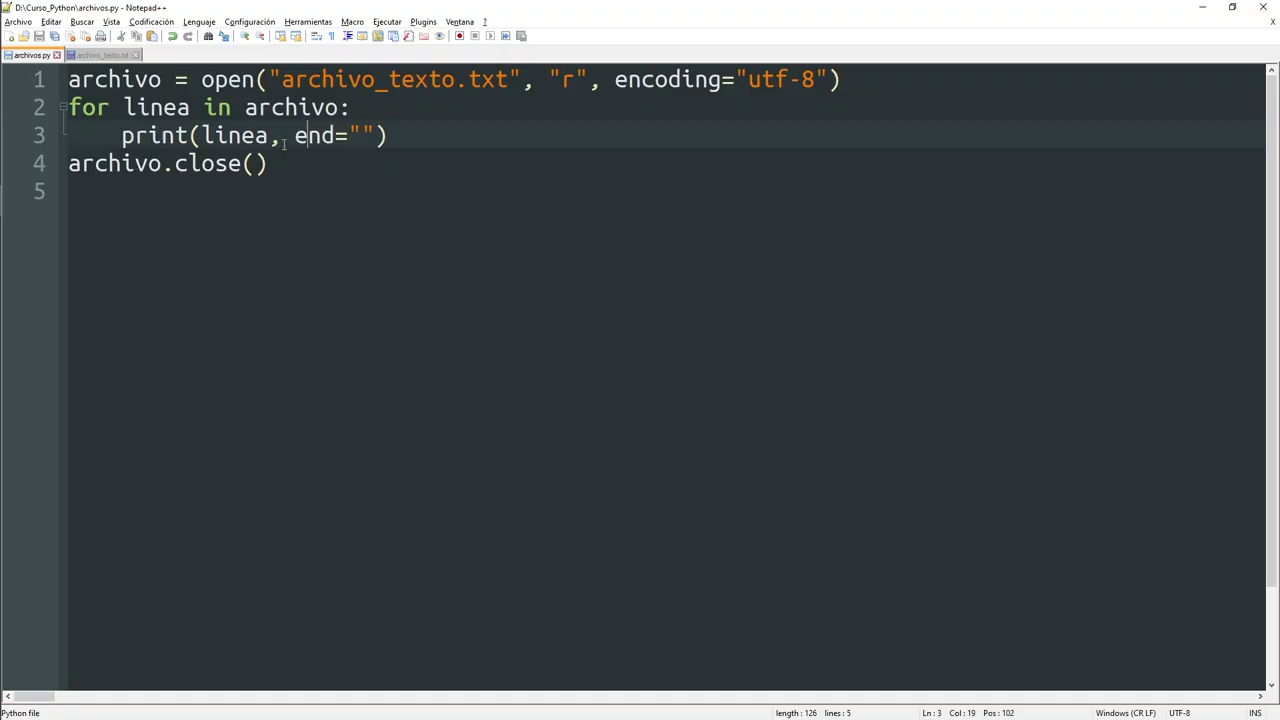 D:\Curso_Python\archivos.py - Notepad++
Archivo Editar Buscar Vista Codificación Lenguaje Configuración Herramientas Macro Ejecutar Plugins Ventana ?
X
archivos.py archivo_texto.txt
1 archivo = open("archivo_texto.txt", "r", encoding="utf-8")
2 for linea in archivo:
3     print(linea, end="")
4 archivo.close()
5
Python file length : 126 lines : 5 Ln : 3 Col : 19 Pos : 102 Windows (CR LF) UTF-8 INS